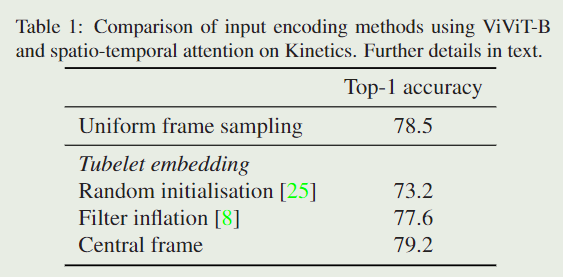 Table 1: Comparison of input encoding methods using ViViT-B
and spatio-temporal attention on Kinetics. Further details in text.
Top-1 accuracy
Uniform frame sampling 78.5
Tubelet embedding
Random initialisation [25] 73.2
Filter inflation [8] 77.6
Central frame 79.2